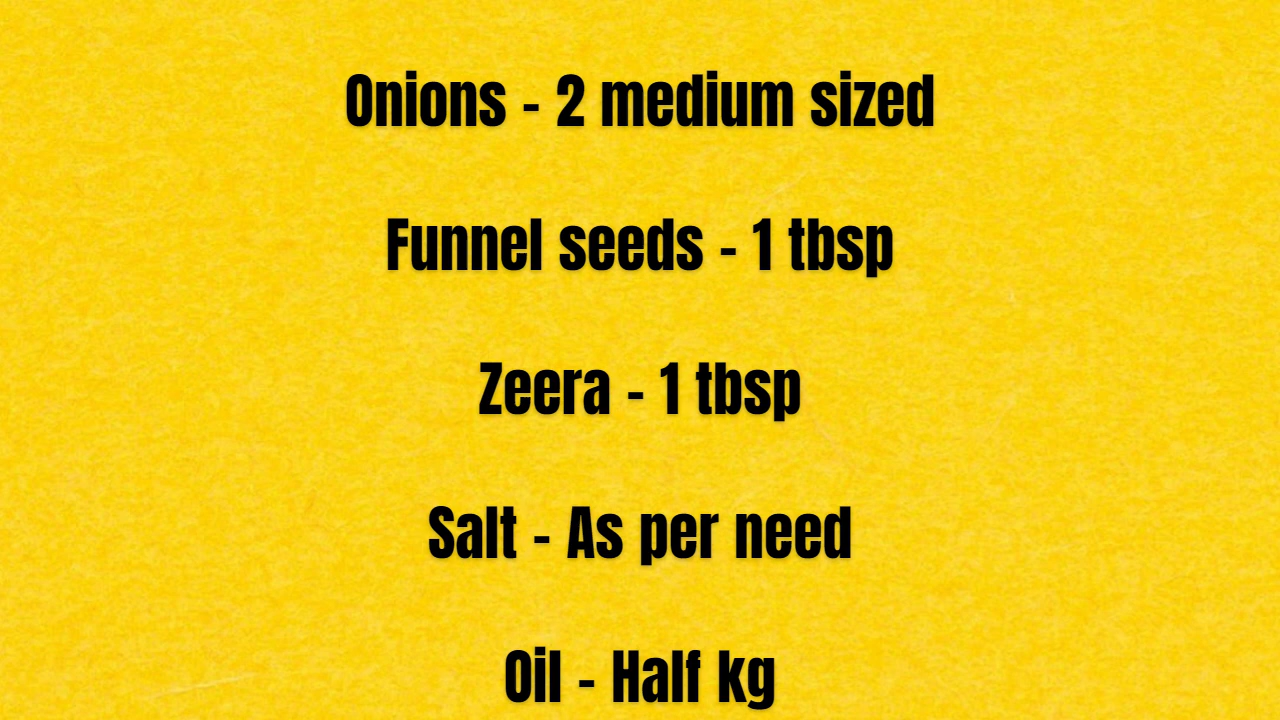 Onions - 2 medium sized
Funnel seeds - 1 tbsp
Zeera - 1 tbsp
Salt - As per need
Oil - Half kg